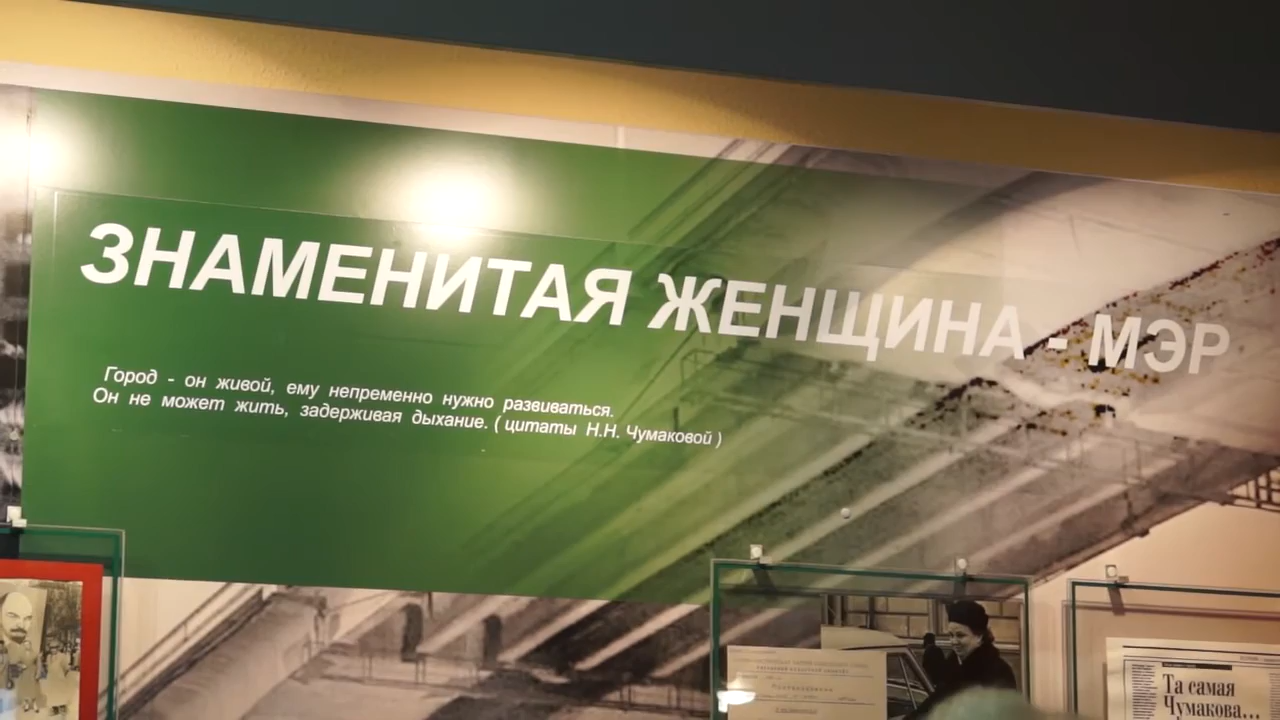 ЗНАМЕНИТАЯ ЖЕНЩИНА - МЭР
Город - он живой, ему непременно нужно развиваться.
Он не может жить, задерживая дыхание. ( цитаты Н.Н. Чумаковой )
Та самая
Чумакова...